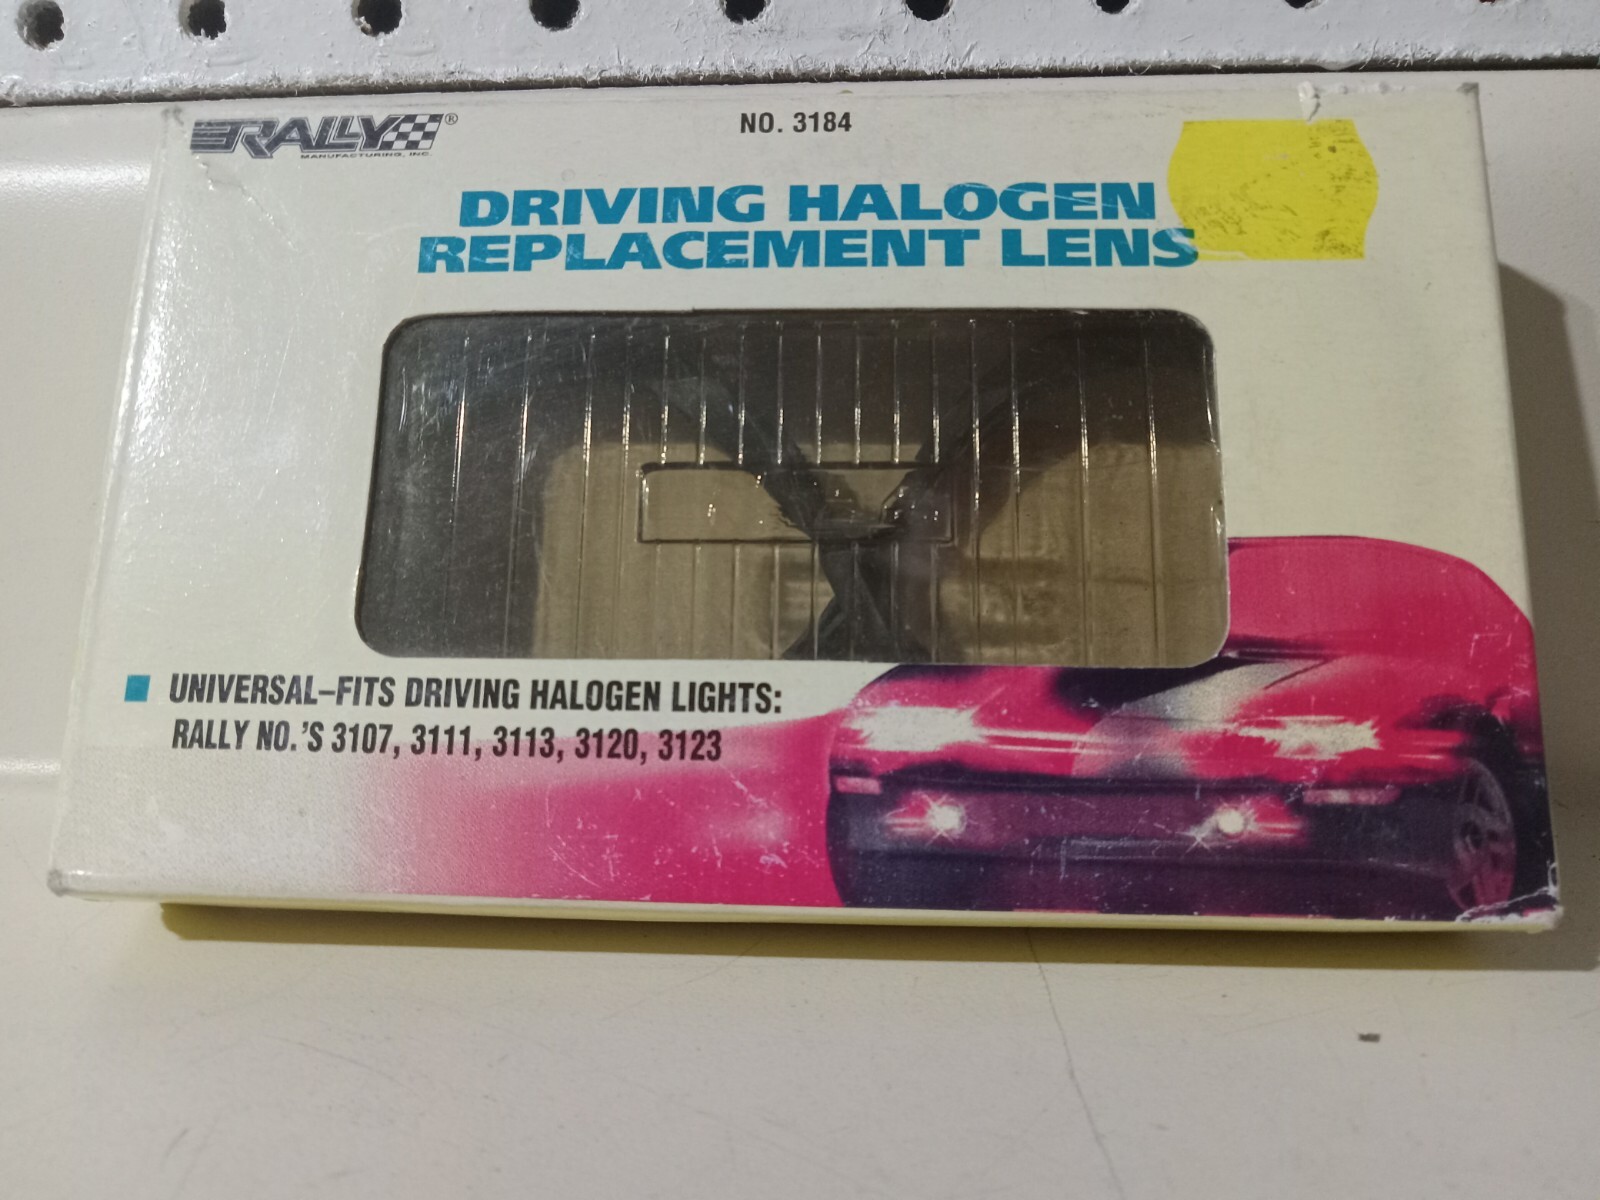 RALLY®
MANUFACTURING, INC.
NO. 3184
DRIVING HALOGEN
REPLACEMENT LENS
UNIVERSAL–FITS DRIVING HALOGEN LIGHTS:
RALLY NO.'S 3107, 3111, 3113, 3120, 3123